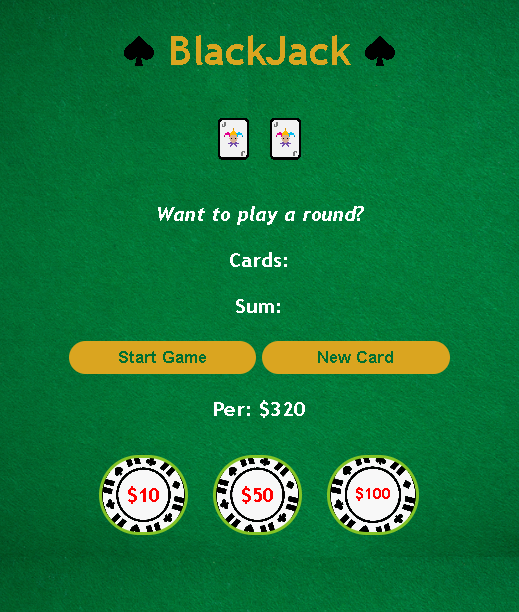 ♠ BlackJack ♠
Want to play a round?
Cards:
Sum:
Start Game New Card
Per: $320
$10 $50 $100